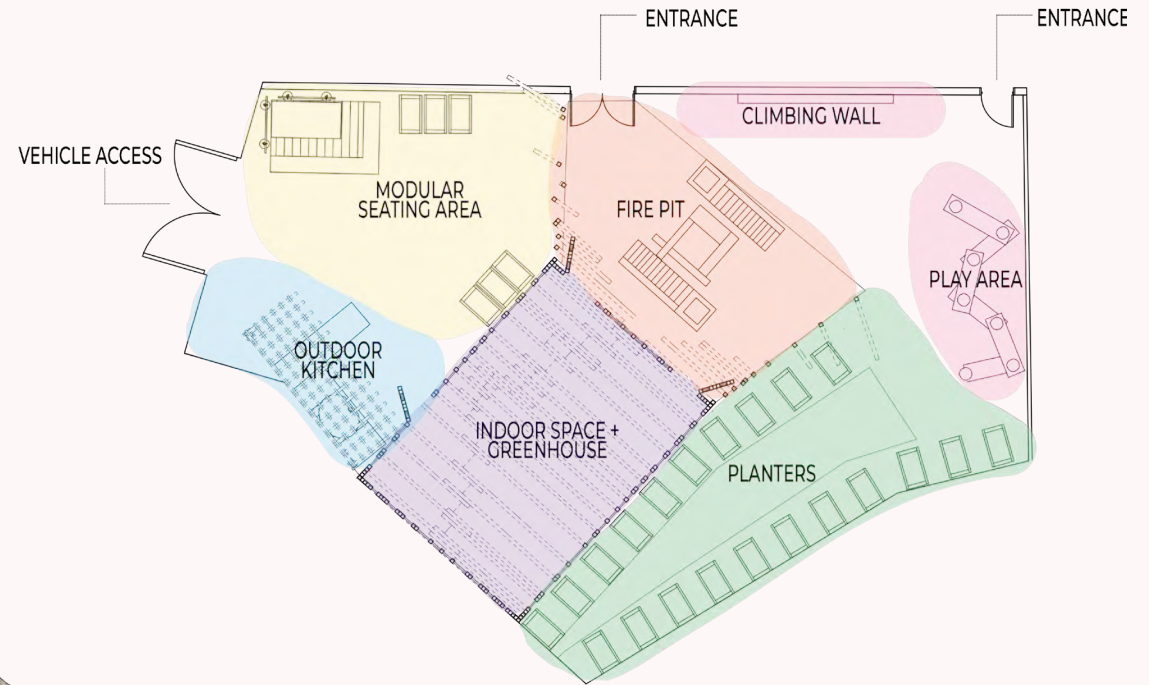 ENTRANCE
ENTRANCE
CLIMBING WALL
VEHICLE ACCESS
MODULAR
SEATING AREA
FIRE PIT
PLAY AREA
OUTDOOR
KITCHEN
INDOOR SPACE +
GREENHOUSE
PLANTERS